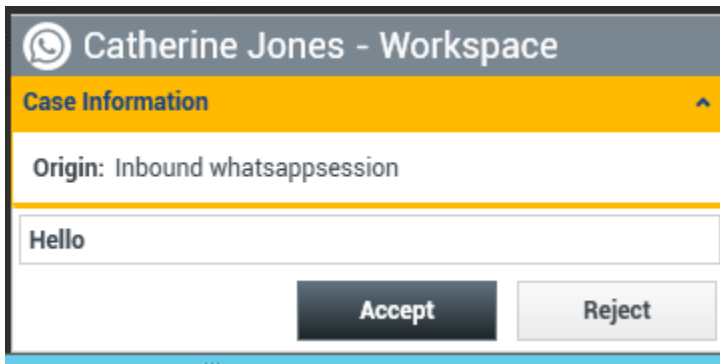 Catherine Jones - Workspace
Case Information
Origin: Inbound whatsappsession
Hello
Accept Reject